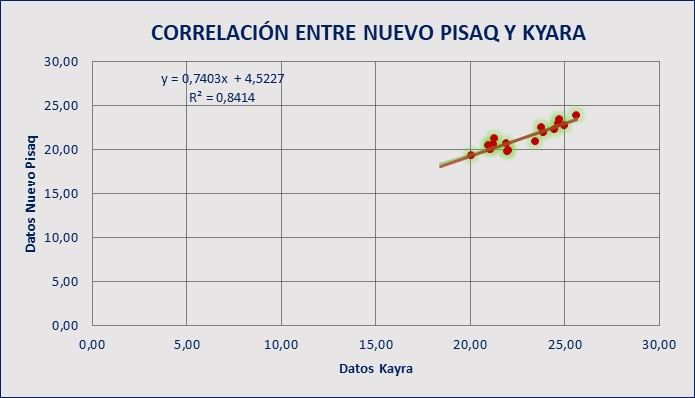 CORRELACIÓN ENTRE NUEVO PISAQ Y KYARA
y = 0,7403x + 4,5227
R² = 0,8414
30,00
25,00
20,00
15,00
10,00
5,00
0,00
Datos Nuevo Pisaq
0,00 5,00 10,00 15,00 20,00 25,00 30,00
Datos Kayra